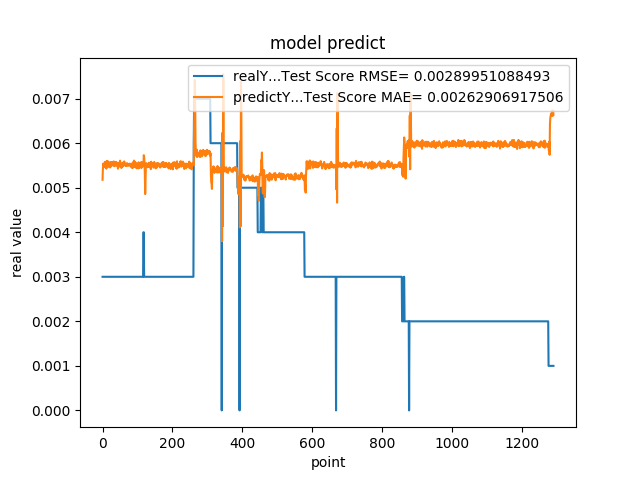 model predict
realY...Test Score RMSE= 0.00289951088493
predictY...Test Score MAE= 0.00262906917506
real value
0.007
0.006
0.005
0.004
0.003
0.002
0.001
0.000
0 200 400 600 800 1000 1200
point